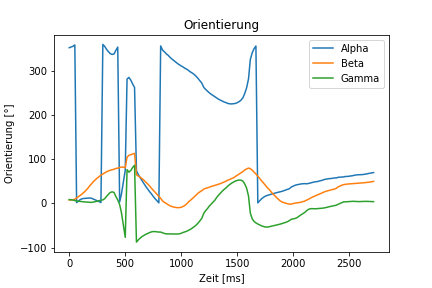 Orientierung
Alpha
Beta
Gamma
Orientierung [°]
300
200
100
0
−100
0
500
1000
1500
2000
2500
Zeit [ms]